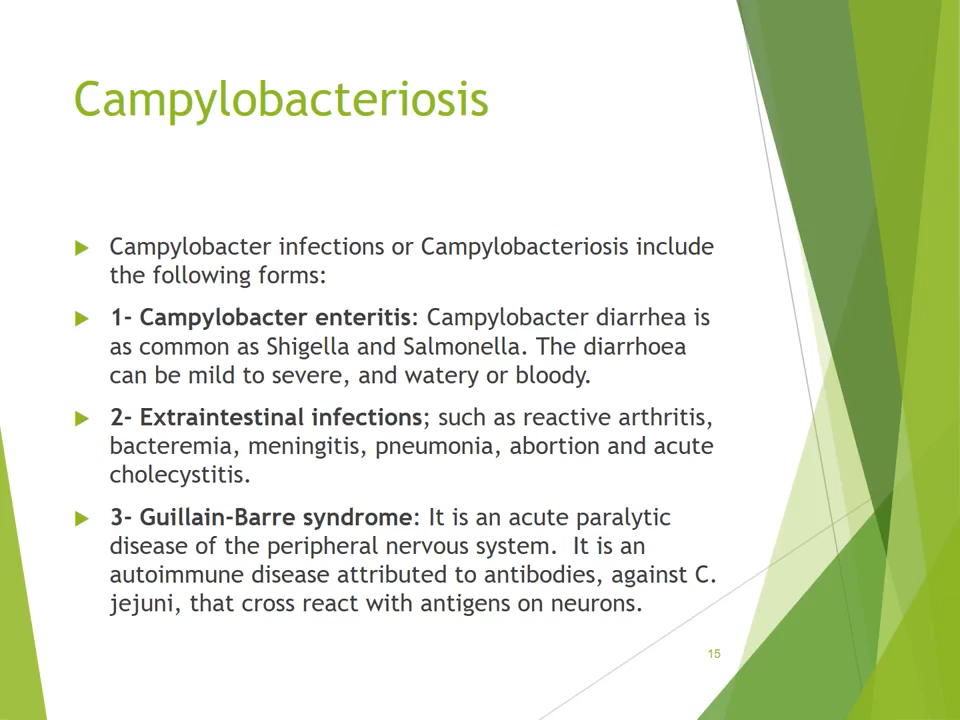 Campylobacteriosis
Campylobacter infections or Campylobacteriosis include
the following forms:
1- Campylobacter enteritis: Campylobacter diarrhea is
as common as Shigella and Salmonella. The diarrhoea
can be mild to severe, and watery or bloody.
2- Extraintestinal infections; such as reactive arthritis,
bacteremia, meningitis, pneumonia, abortion and acute
cholecystitis.
3- Guillain-Barre syndrome: It is an acute paralytic
disease of the peripheral nervous system.  It is an
autoimmune disease attributed to antibodies, against C.
jejuni, that cross react with antigens on neurons.
15